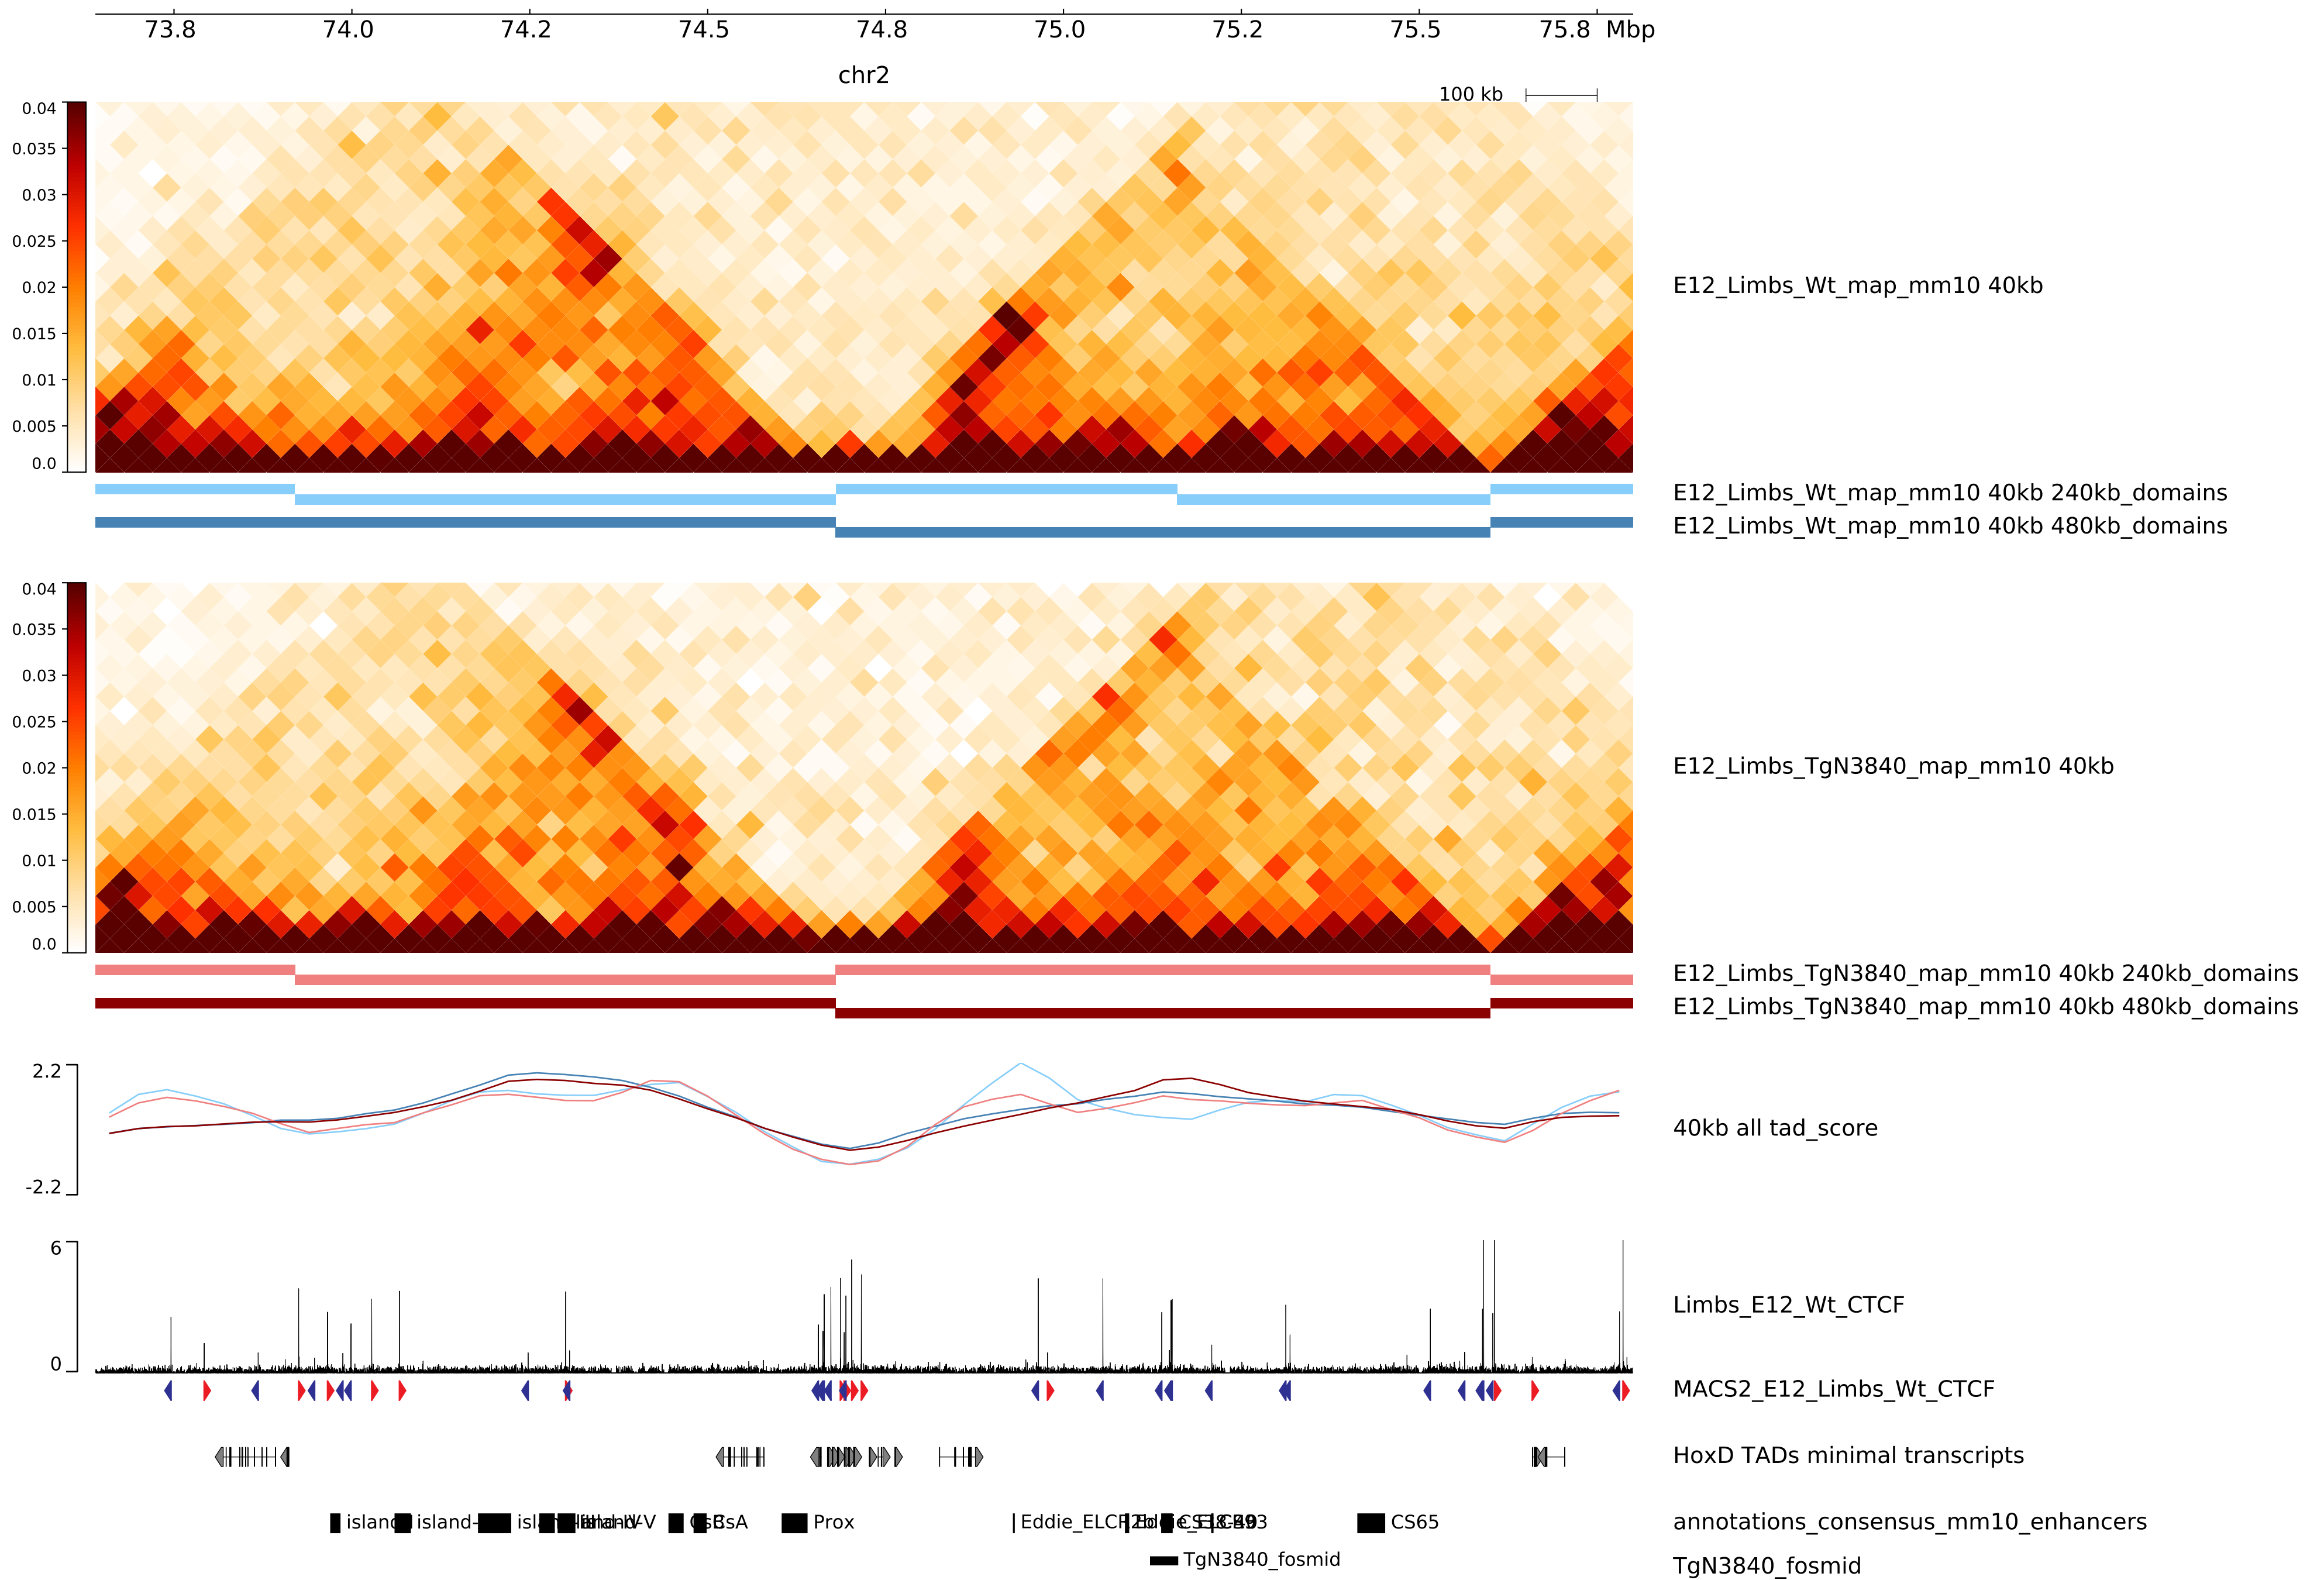 73.8 74.0 74.2 74.5 74.8 75.0 75.2 75.5 75.8 Mbp
chr2
100 kb
0.04
0.035
0.03
0.025
0.02
0.015
0.01
0.005
0.0
E12_Limbs_Wt_map_mm10 40kb
E12_Limbs_Wt_map_mm10 40kb 240kb_domains
E12_Limbs_Wt_map_mm10 40kb 480kb_domains
0.04
0.035
0.03
0.025
0.02
0.015
0.01
0.005
0.0
E12_Limbs_TgN3840_map_mm10 40kb
E12_Limbs_TgN3840_map_mm10 40kb 240kb_domains
E12_Limbs_TgN3840_map_mm10 40kb 480kb_domains
2.2
-2.2
40kb all tad_score
6
0
Limbs_E12_Wt_CTCF
MACS2_E12_Limbs_Wt_CTCF
HoxD TADs minimal transcripts
Prox CS65 annotations_consensus_mm10_enhancers
TgN3840_fosmid TgN3840_fosmid